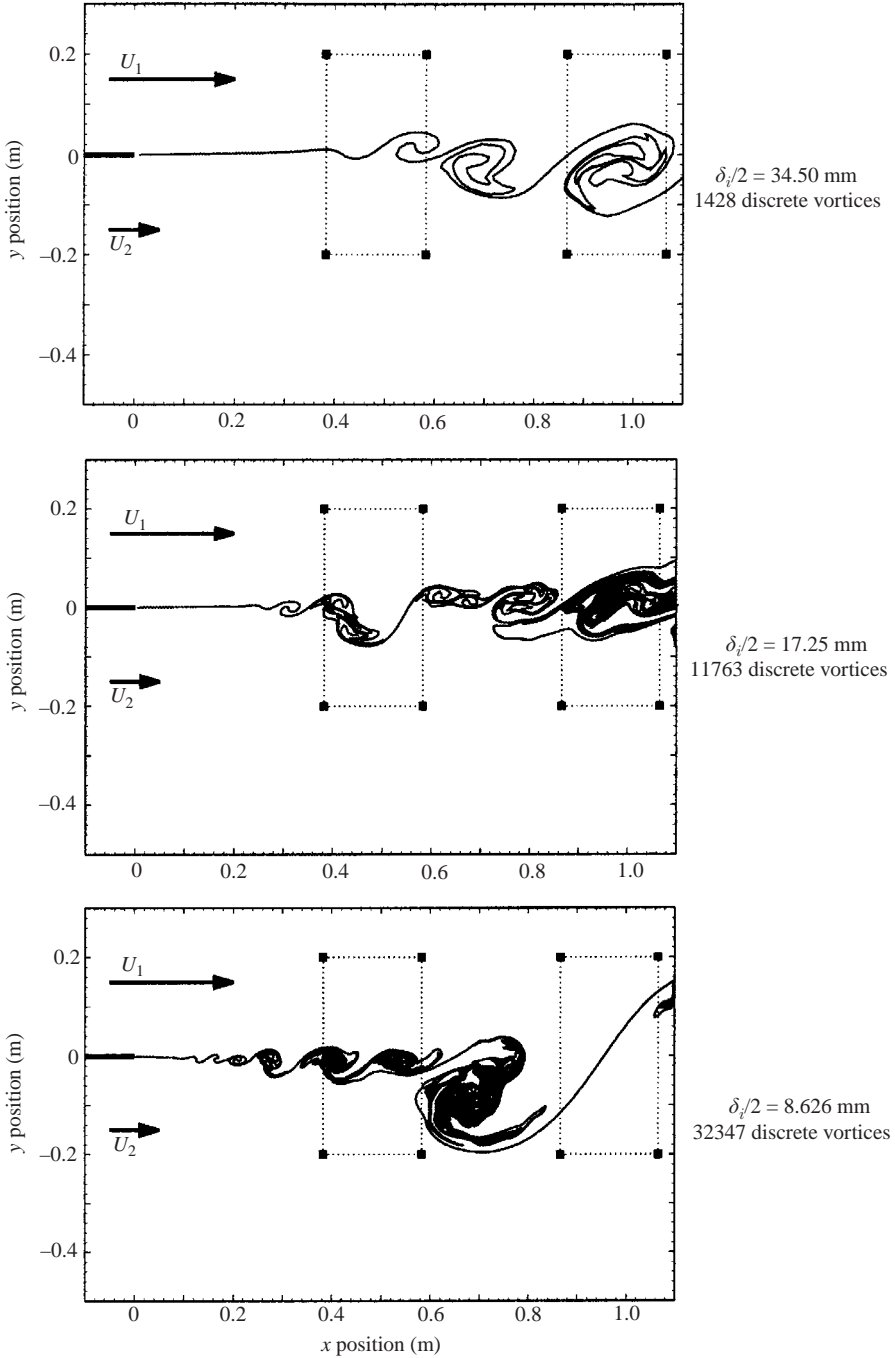 0.2
U1
0
y position (m)
U2
–0.2
–0.4
0 0.2 0.4 0.6 0.8 1.0
δi/2 = 34.50 mm
1428 discrete vortices
0.2
U1
0
y position (m)
U2
–0.2
–0.4
0 0.2 0.4 0.6 0.8 1.0
δi/2 = 17.25 mm
11763 discrete vortices
0.2
U1
0
y position (m)
U2
–0.2
–0.4
0 0.2 0.4 0.6 0.8 1.0
x position (m)
δi/2 = 8.626 mm
32347 discrete vortices